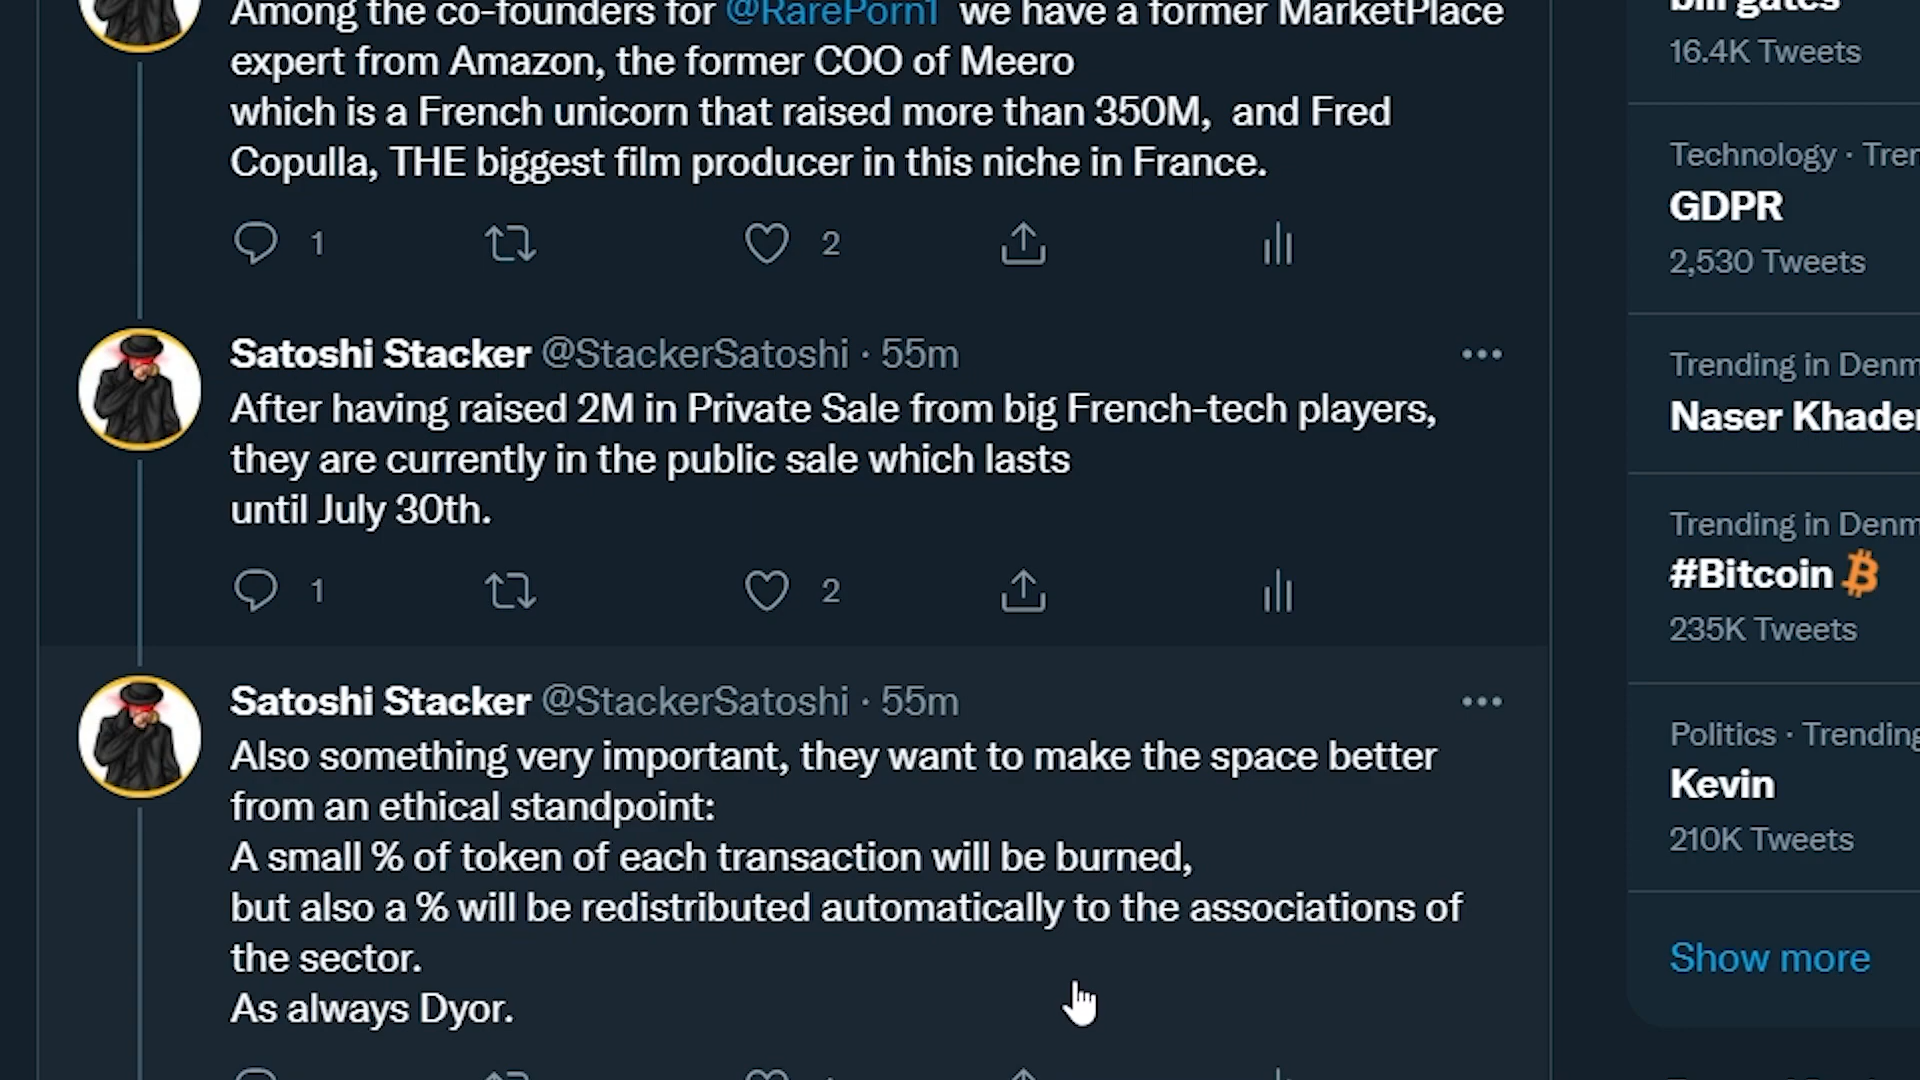 Among the co-founders for @RarePorn1 we have a former MarketPlace
expert from Amazon, the former COO of Meero
which is a French unicorn that raised more than 350M, and Fred
Copulla, THE biggest film producer in this niche in France.
1
2
Satoshi Stacker @StackerSatoshi · 55m
After having raised 2M in Private Sale from big French-tech players,
they are currently in the public sale which lasts
until July 30th.
1
2
Satoshi Stacker @StackerSatoshi · 55m
Also something very important, they want to make the space better
from an ethical standpoint:
A small % of token of each transaction will be burned,
but also a % will be redistributed automatically to the associations of
the sector.
As always Dyor.
bill gates
16.4K Tweets
Technology · Tren
GDPR
2,530 Tweets
Trending in Denm
Naser Khader
Trending in Denm
#Bitcoin
235K Tweets
Politics · Trending
Kevin
210K Tweets
Show more